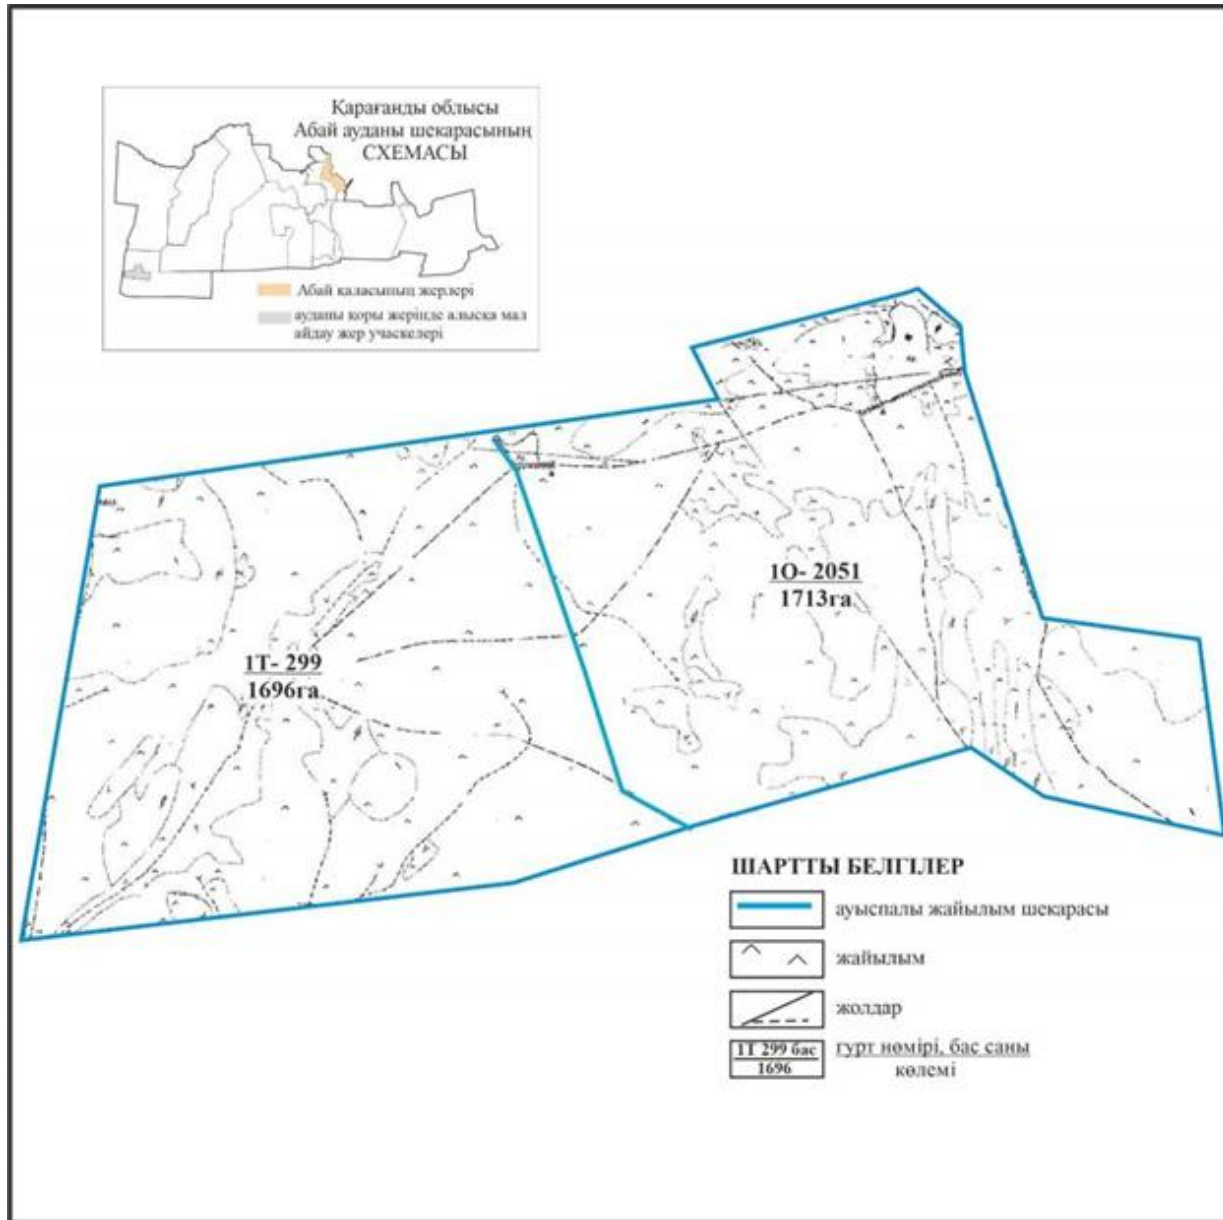 Қарағанды облысы
Абай ауданы шекарасының
СХЕМАСЫ
Абай қаласының жерлері
ауданы қоры жерінде алысқа мал
айдау жер учаскелері
1О- 2051
1713га
1Т- 299
1696га
ШАРТТЫ БЕЛГІЛЕР
ауыспалы жайылым шекарасы
жайылым
жолдар
1Т 299 бас
1696
гурт нөмірі, бас саны
көлемі